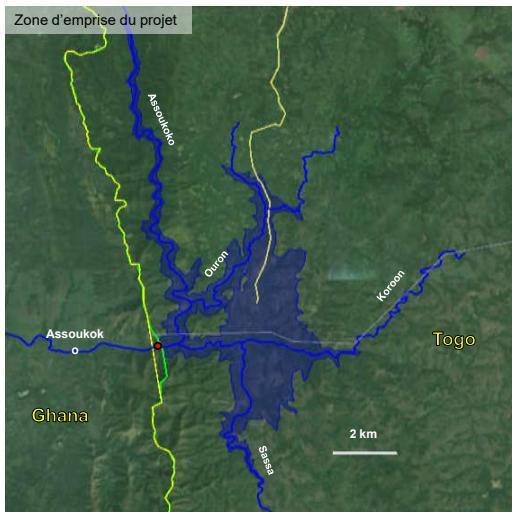 Zone d'emprise du projet
Assoukoko
Ouron
Koroon
Assoukok
o
Togo
Ghana
2 km
Sassa